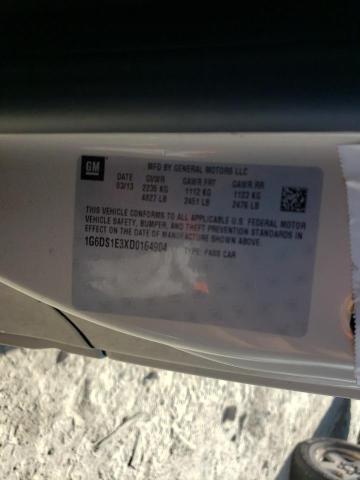 GM
MFD BY GENERAL MOTORS LLC
DATE GVWR GAWR FRT GAWR RR
03/13 2235 KG 1112 KG 1123 KG
4927 LB 2451 LB 2476 LB
THIS VEHICLE CONFORMS TO ALL APPLICABLE U.S. FEDERAL MOTOR
VEHICLE SAFETY, BUMPER, AND THEFT PREVENTION STANDARDS IN
EFFECT ON THE DATE OF MANUFACTURE SHOWN ABOVE.
1G6DS1E3XD0164904 TYPE: PASS CAR